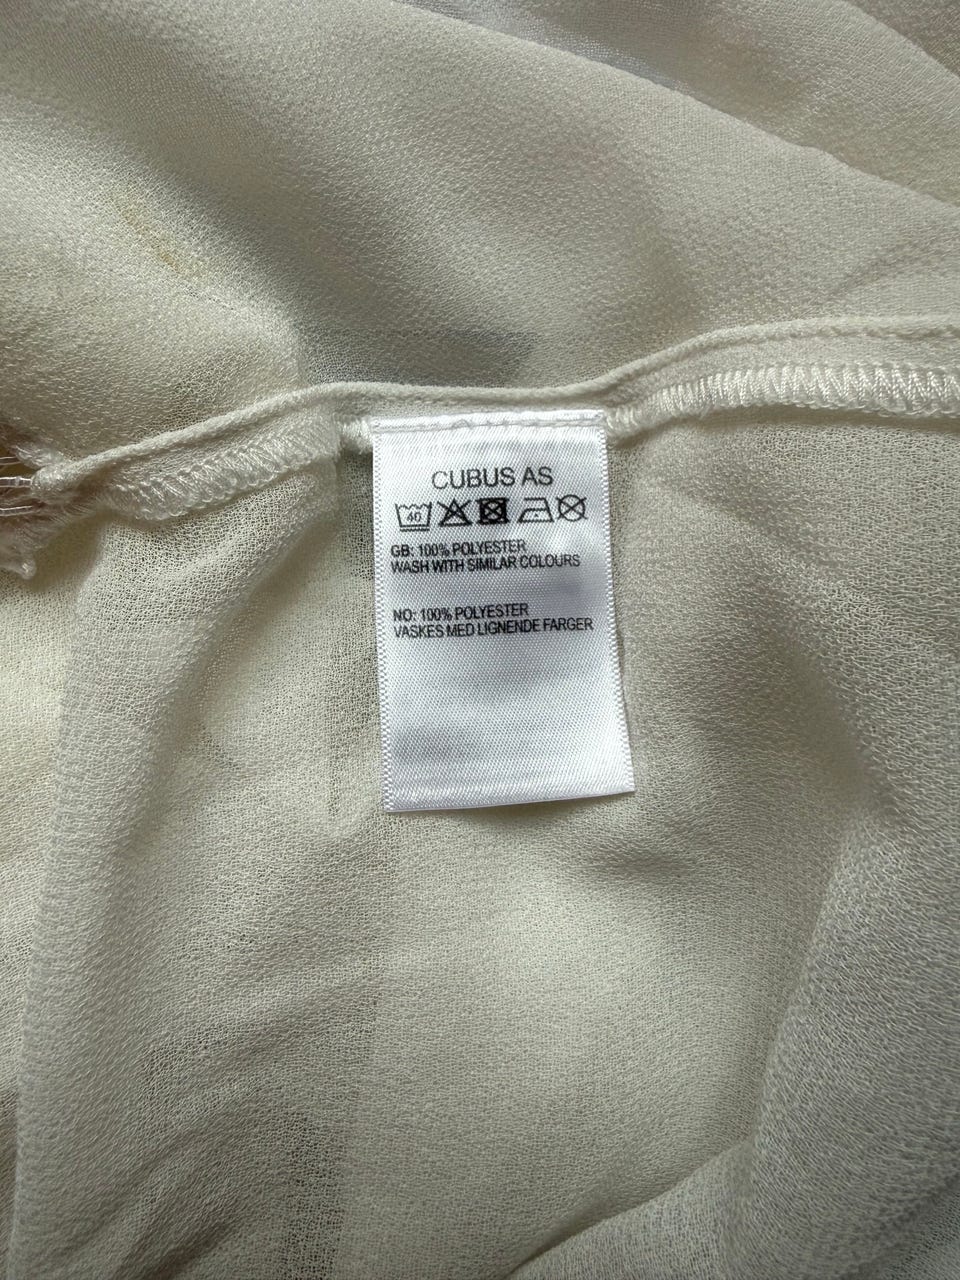 CUBUS AS
40
GB: 100% POLYESTER
WASH WITH SIMILAR COLOURS
NO: 100% POLYESTER
VASKES MED LIGNENDE FARGER